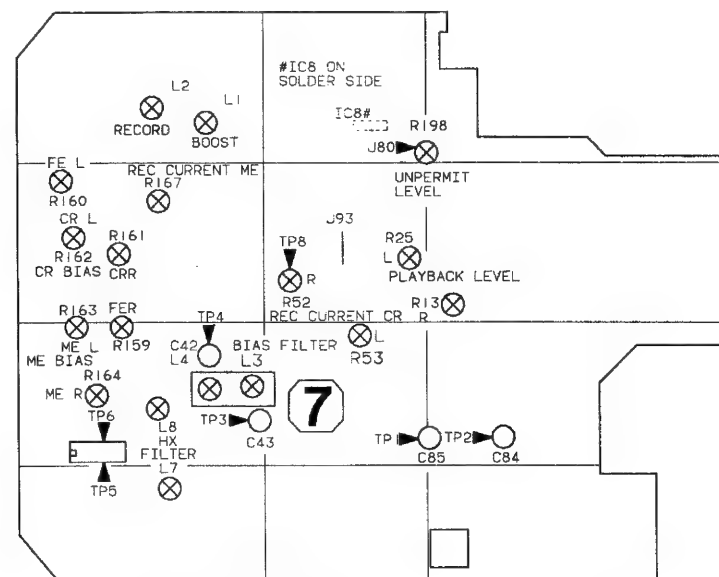 #IC8 ON
SOLDER SIDE
L2
L1
IC8#
RECORD
BOOST
R198
J80
UNPERMIT
LEVEL
FE L
REC CURRENT ME
R167
R160
CR L
R161
R162
CR BIAS
CRR
J93
TP8
R25
L
R
PLAYBACK LEVEL
R52
R13
R
REC CURRENT CR
L
R53
R163
FER
TP4
ME L
R159
ME BIAS
C42
L4
BIAS FILTER
L3
R164
ME R
TP6
L8
HX
FILTER
L7
TP3
C43
7
TP1
TP2
C85
C84
TP5